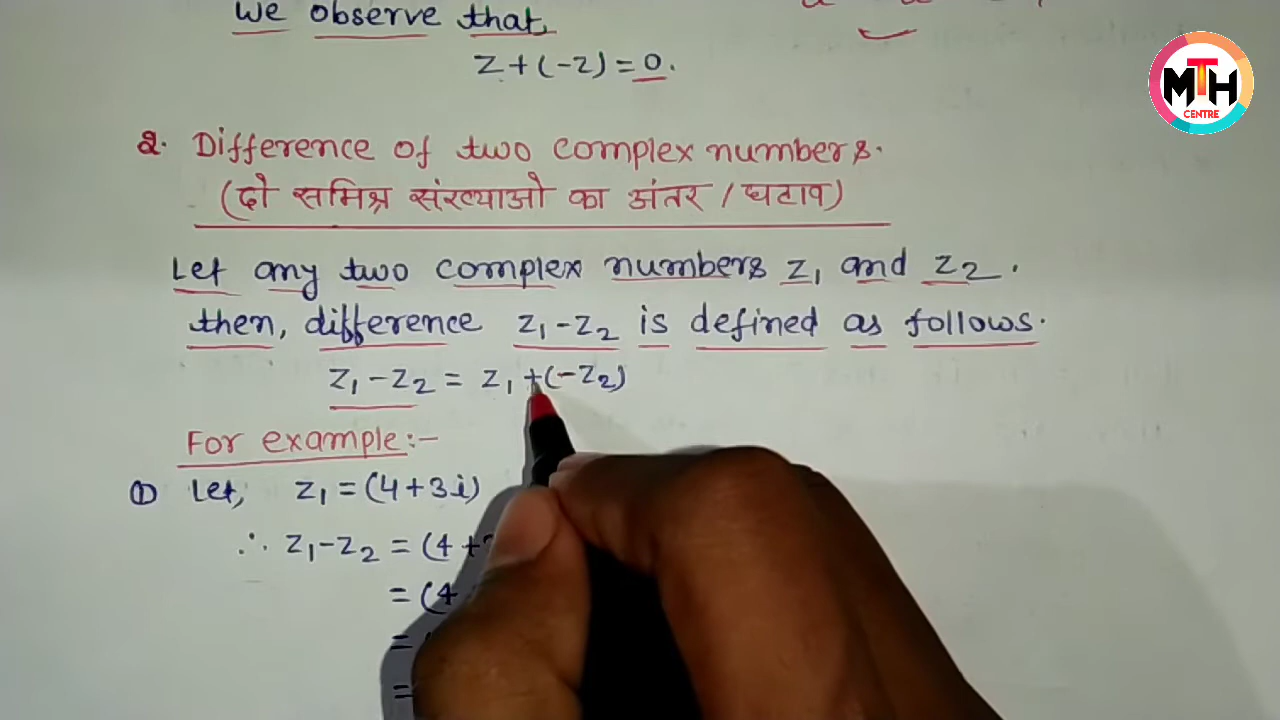 We observe that,
z + (-z) = 0.
2. Difference of two complex numbers.
(दो समिश्र संख्याओ का अंतर / घटाव)
Let any two complex numbers z₁ and z₂.
then, difference z₁ - z₂ is defined as follows.
z₁ - z₂ = z₁ + (-z₂)
For example:-
① Let, z₁ = (4 + 3i)
∴ z₁ - z₂ = (4 +
= (4
=
=
MTH
CENTRE